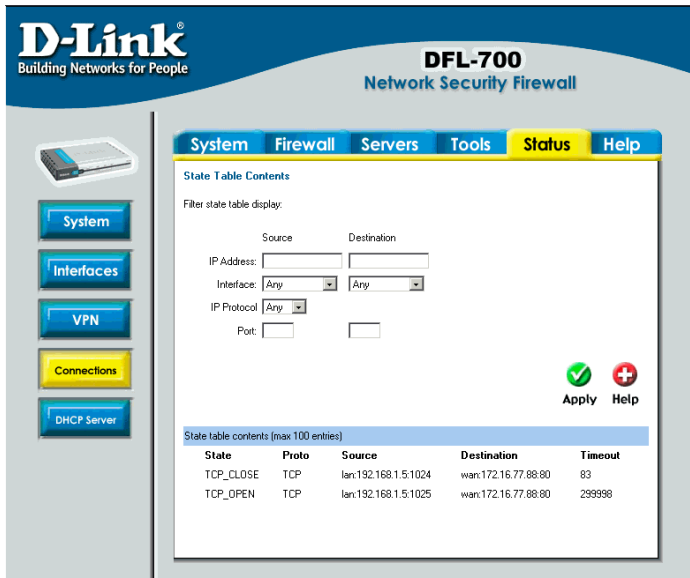 D-Link®
Building Networks for People
DFL-700
Network Security Firewall
System Firewall Servers Tools Status Help
System
Interfaces
VPN
Connections
DHCP Server
State Table Contents
Filter state table display:
Source Destination
IP Address:
Interface: Any Any
IP Protocol Any
Port:
Apply Help
State table contents (max 100 entries)
State Proto Source Destination Timeout
TCP_CLOSE TCP lan:192.168.1.5:1024 wan:172.16.77.88:80 83
TCP_OPEN TCP lan:192.168.1.5:1025 wan:172.16.77.88:80 299998